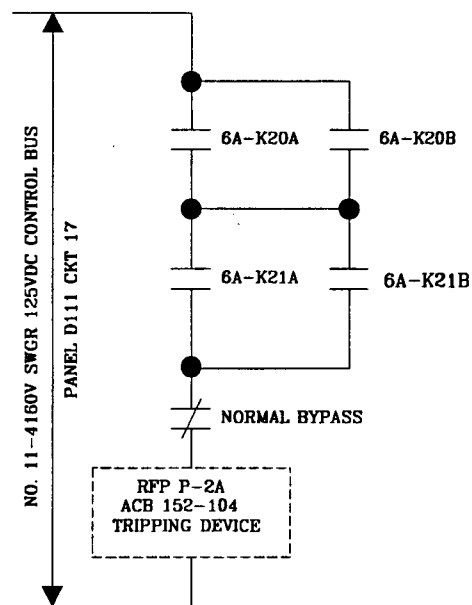 NO. 11-4160V SWGR 125VDC CONTROL BUS
PANEL D111 CKT 17
6A-K20A
6A-K20B
6A-K21A
6A-K21B
NORMAL BYPASS
RFP P-2A
ACB 152-104
TRIPPING DEVICE